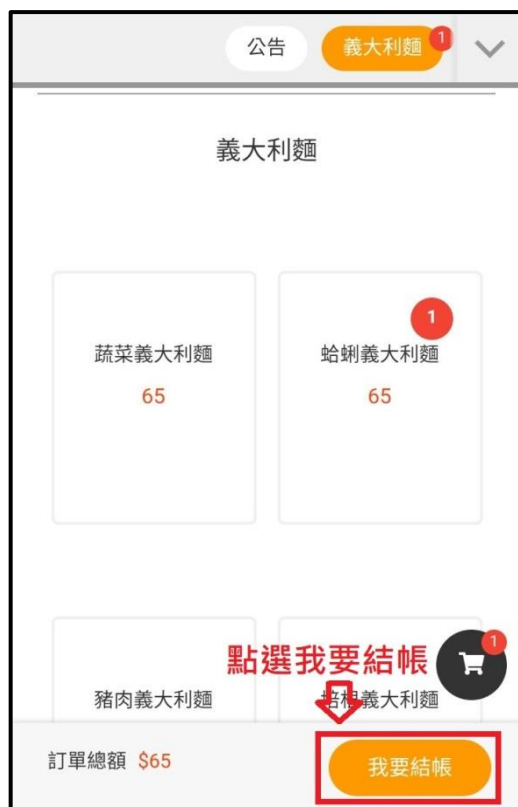 公告 義大利麵 1
義大利麵
1
蔬菜義大利麵 蛤蜊義大利麵
65 65
點選我要結帳 1
豬肉義大利麵 培根義大利麵
訂單總額 $65 我要結帳